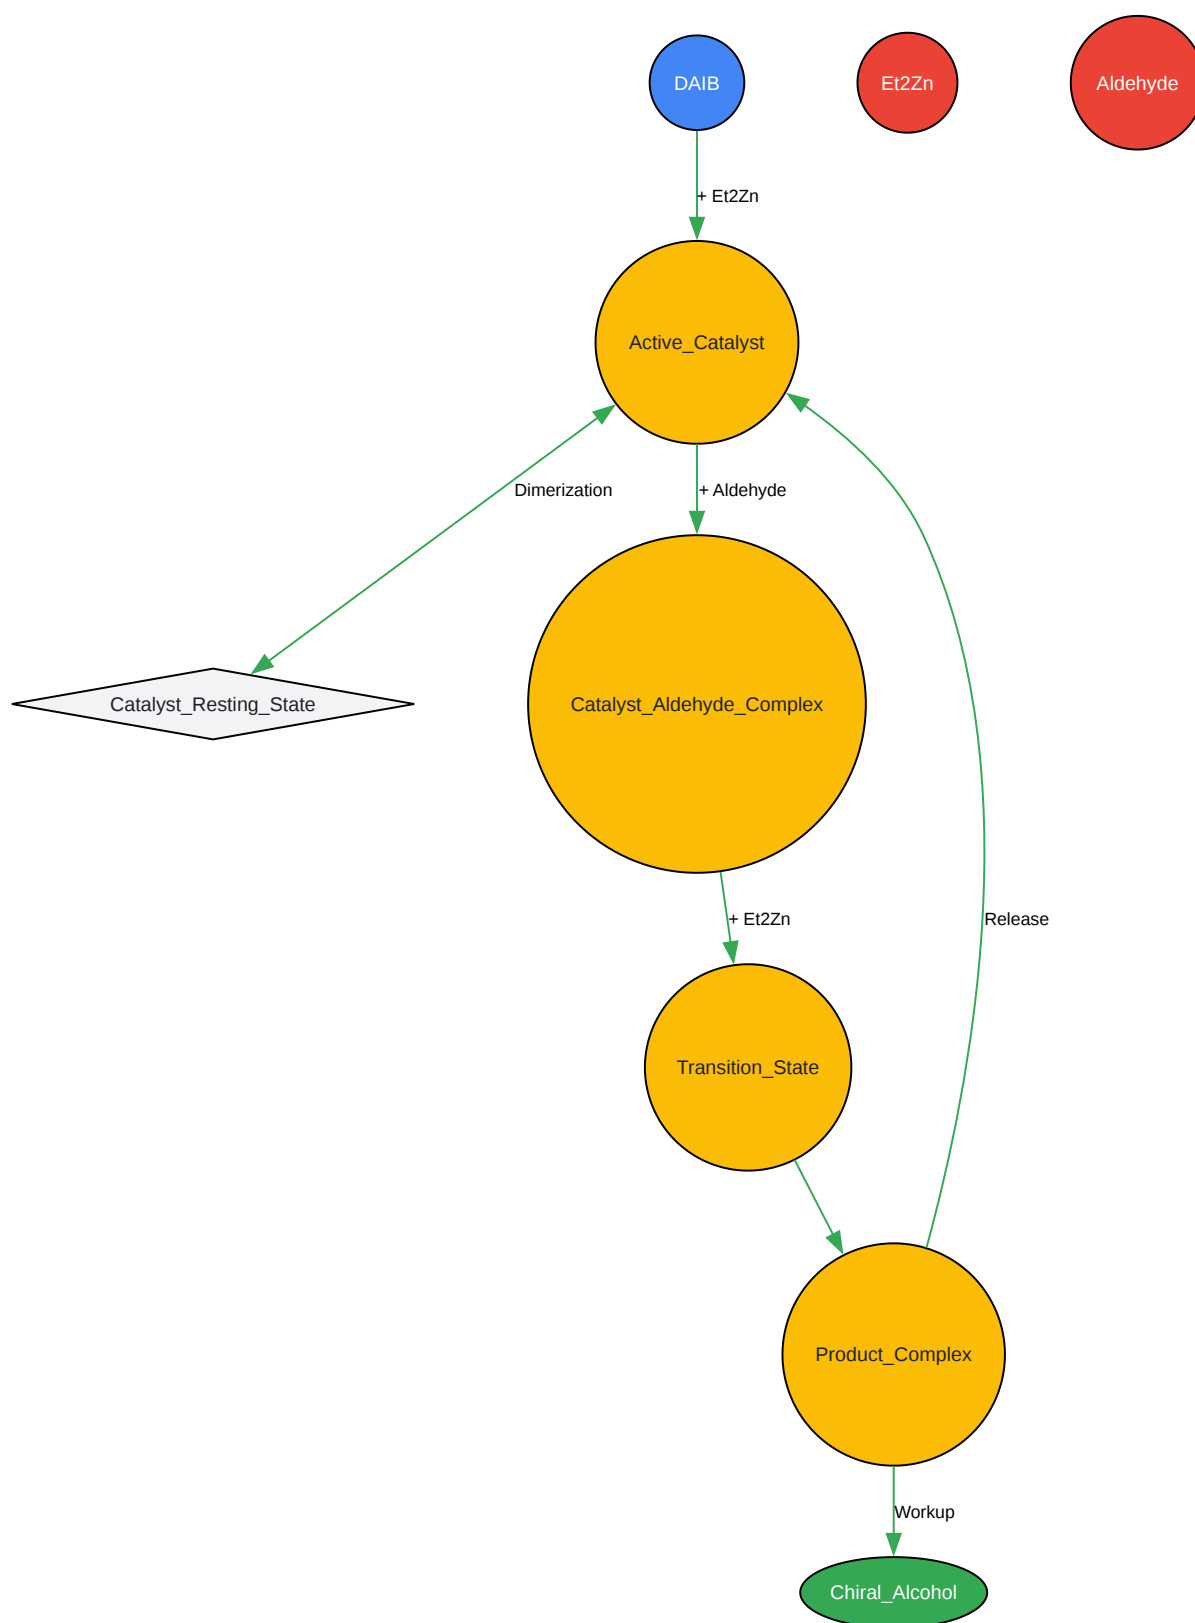 DAIB
Et2Zn
Aldehyde
+ Et2Zn
Active_Catalyst
Dimerization
+ Aldehyde
Catalyst_Resting_State
Catalyst_Aldehyde_Complex
+ Et2Zn
Release
Transition_State
Product_Complex
Workup
Chiral_Alcohol